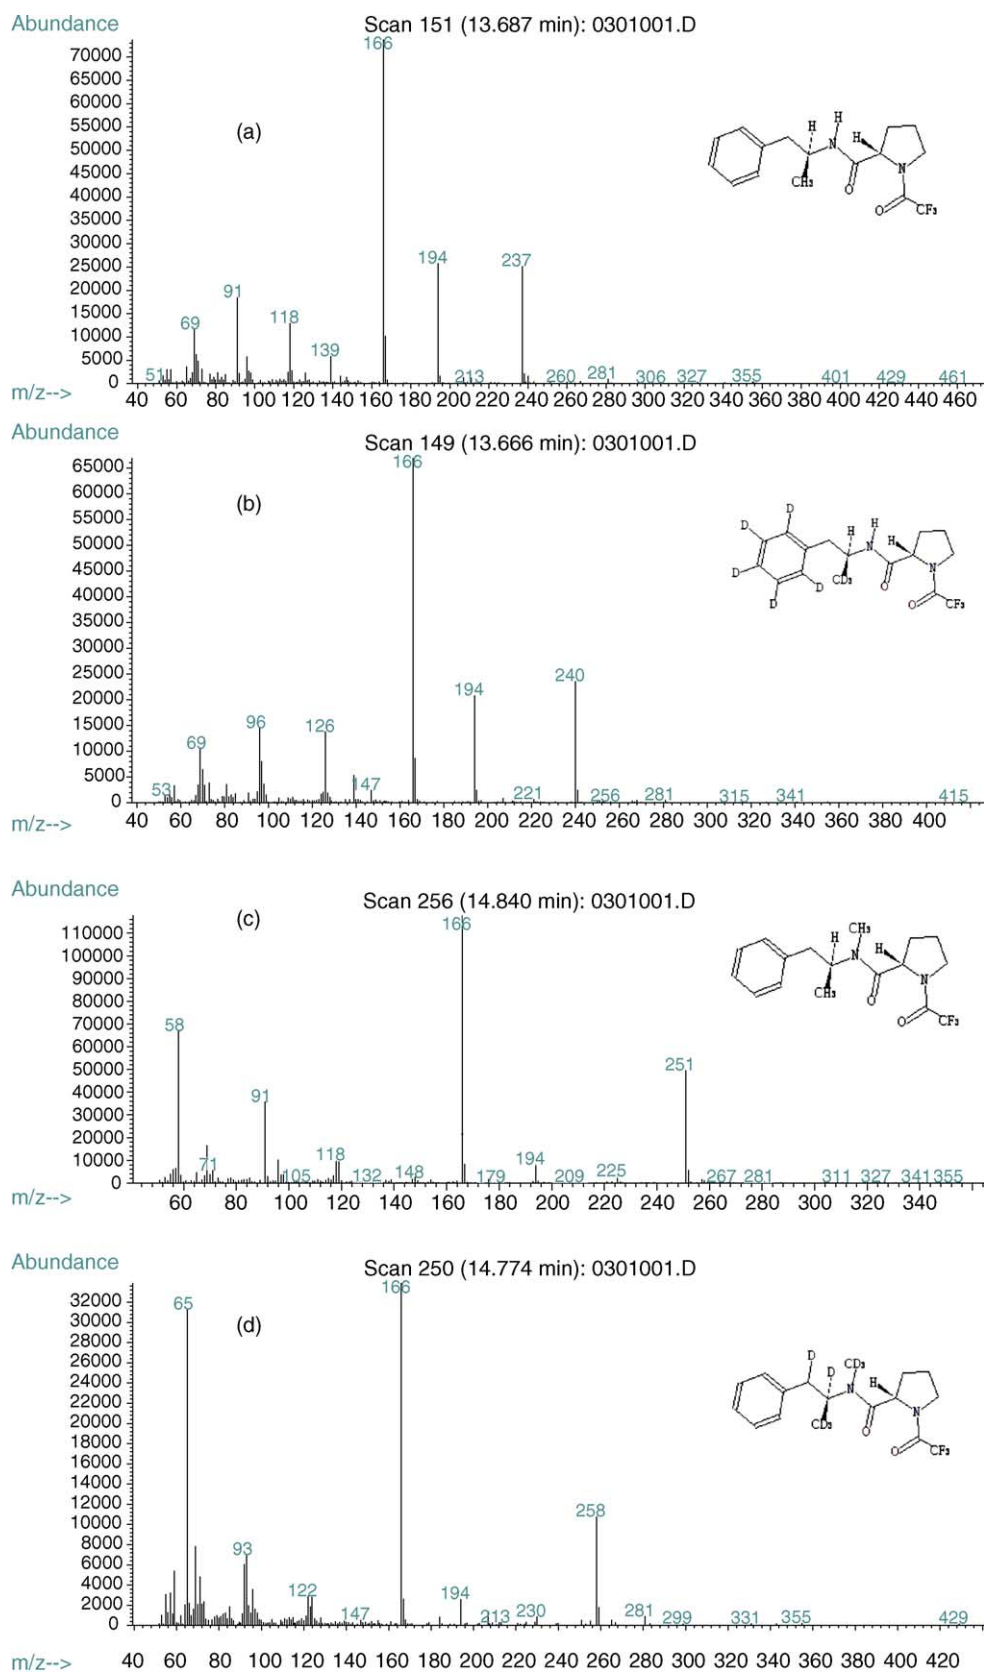 Abundance
Scan 151 (13.687 min): 0301001.D
70000
65000
60000
55000
50000
45000
40000
35000
30000
25000
20000
15000
10000
5000
0
(a)
166
194
237
91
118
69
139
51
213
260
281
306
327
355
401
429
461
H
H
N
H
CH3
O
N
O
CF3
m/z-->
40 60 80 100 120 140 160 180 200 220 240 260 280 300 320 340 360 380 400 420 440 460
Abundance
Scan 149 (13.666 min): 0301001.D
65000
60000
55000
50000
45000
40000
35000
30000
25000
20000
15000
10000
5000
0
(b)
166
240
194
96
126
69
53
147
221
256
281
315
341
415
D
D
D
D
D
H
H
N
H
CD3
O
N
O
CF3
m/z-->
40 60 80 100 120 140 160 180 200 220 240 260 280 300 320 340 360 380 400
Abundance
Scan 256 (14.840 min): 0301001.D
110000
100000
90000
80000
70000
60000
50000
40000
30000
20000
10000
0
(c)
166
58
251
91
118
71
105
132
148
179
194
209
225
267
281
311
327
341
355
H
CH3
N
H
CH3
O
N
O
CF3
m/z-->
40 60 80 100 120 140 160 180 200 220 240 260 280 300 320 340
Abundance
Scan 250 (14.774 min): 0301001.D
32000
30000
28000
26000
24000
22000
20000
18000
16000
14000
12000
10000
8000
6000
4000
2000
0
(d)
65
166
258
93
122
147
194
213
230
281
299
331
355
429
D
D
CD3
N
H
CD3
O
N
O
CF3
m/z-->
40 60 80 100 120 140 160 180 200 220 240 260 280 300 320 340 360 380 400 420